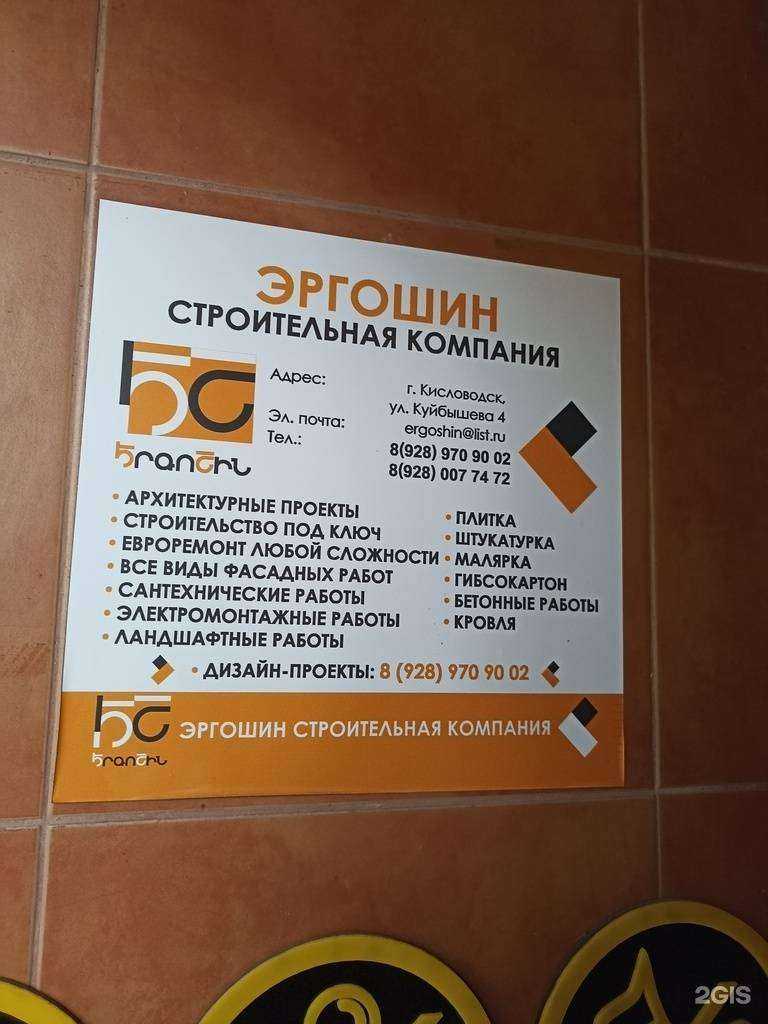 ЭРГОШИН
СТРОИТЕЛЬНАЯ КОМПАНИЯ
Адрес: г. Кисловодск,
ул. Куйбышева 4
Эл. почта: ergoshin@list.ru
Тел.: 8(928) 970 90 02
8(928) 007 74 72
ԷՐԳՈՇԻՆ
• АРХИТЕКТУРНЫЕ ПРОЕКТЫ
• СТРОИТЕЛЬСТВО ПОД КЛЮЧ
• ЕВРОРЕМОНТ ЛЮБОЙ СЛОЖНОСТИ
• ВСЕ ВИДЫ ФАСАДНЫХ РАБОТ
• САНТЕХНИЧЕСКИЕ РАБОТЫ
• ЭЛЕКТРОМОНТАЖНЫЕ РАБОТЫ
• ЛАНДШАФТНЫЕ РАБОТЫ
• ПЛИТКА
• ШТУКАТУРКА
• МАЛЯРКА
• ГИБСОКАРТОН
• БЕТОННЫЕ РАБОТЫ
• КРОВЛЯ
• ДИЗАЙН-ПРОЕКТЫ: 8 (928) 970 90 02
ԷՐԳՈՇԻՆ
ЭРГОШИН СТРОИТЕЛЬНАЯ КОМПАНИЯ
2GIS